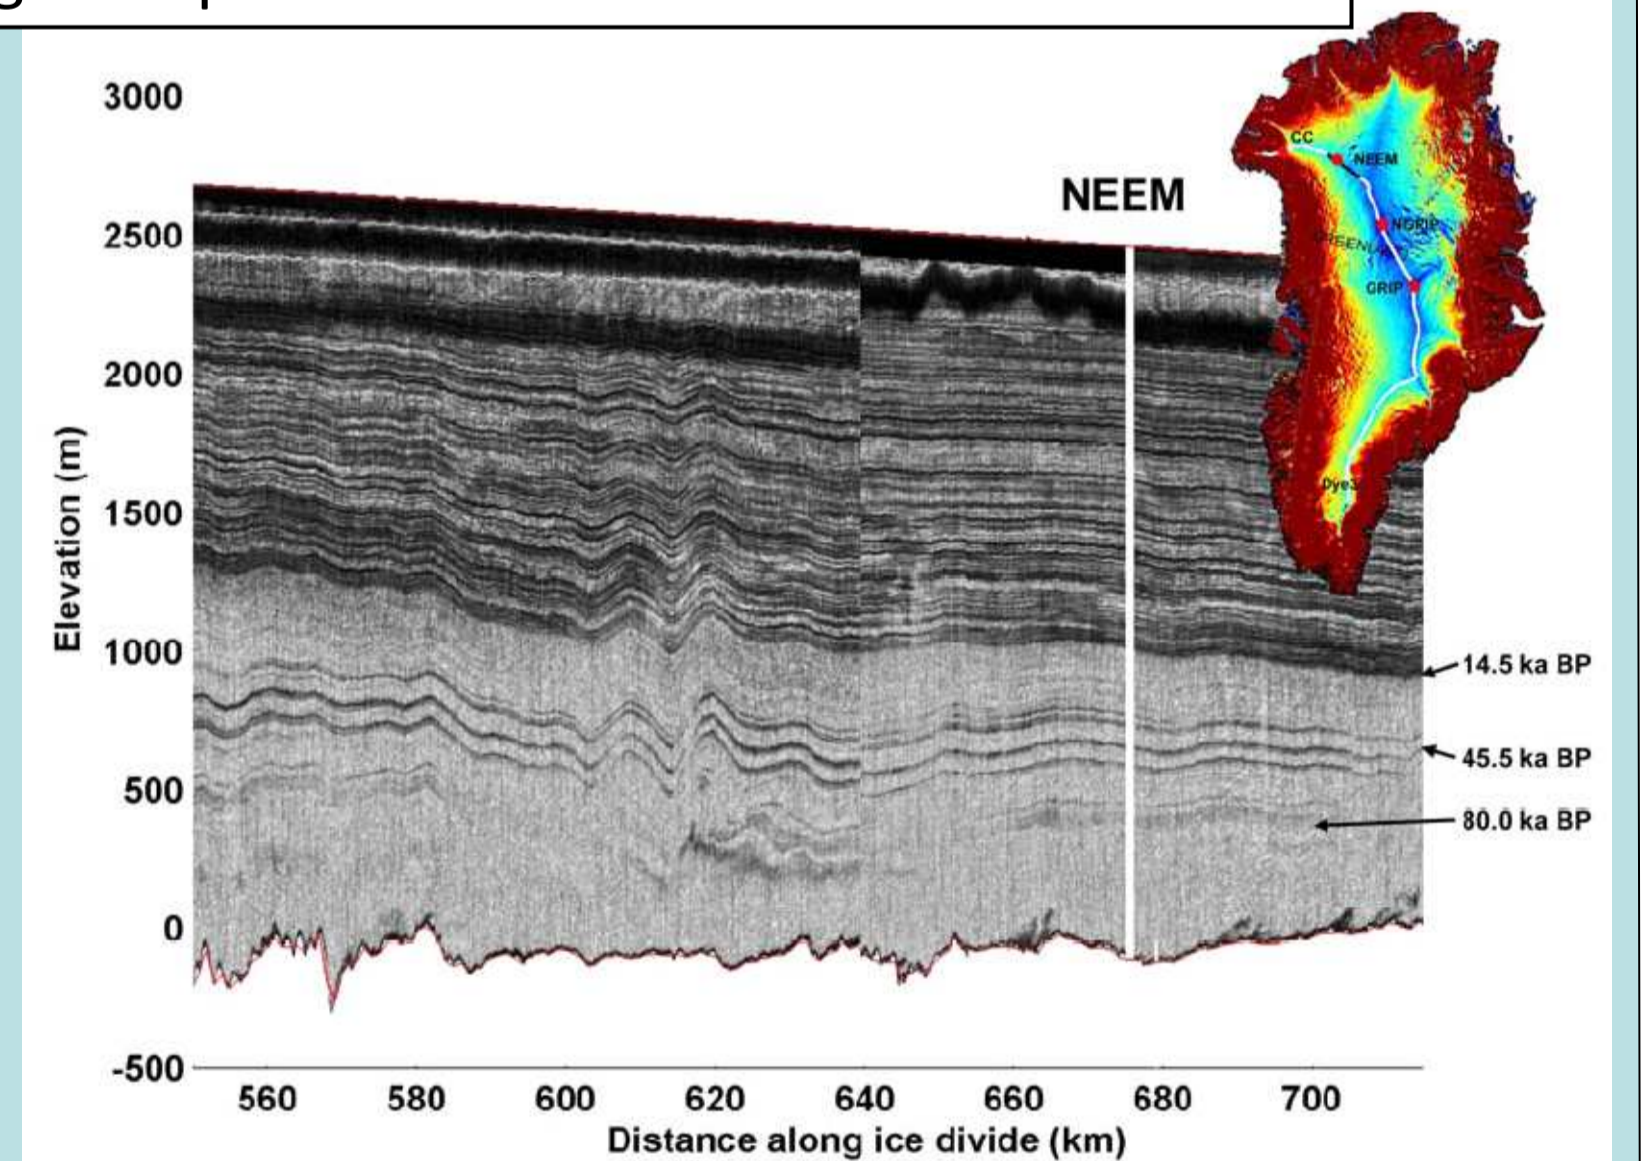 3000
2500
2000
1500
1000
500
0
-500
Elevation (m)
NEEM
CC
NEEM
NGRIP
GRIP
Dye3
14.5 ka BP
45.5 ka BP
80.0 ka BP
560 580 600 620 640 660 680 700
Distance along ice divide (km)